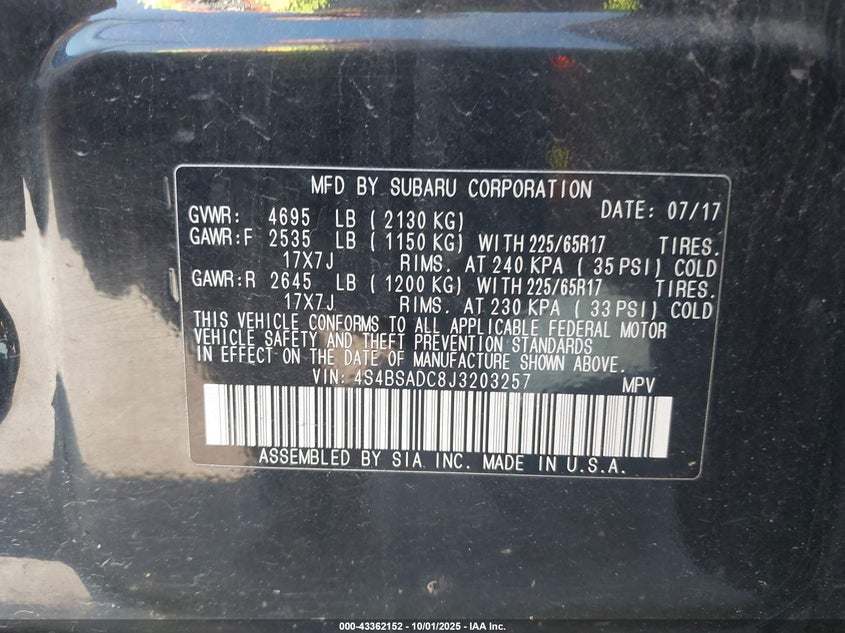 MFD BY SUBARU CORPORATION
DATE: 07/17
GVWR: 4695 LB (2130 KG)
GAWR:F 2535 LB (1150 KG) WITH 225/65R17 TIRES.
17X7J RIMS. AT 240 KPA (35 PSI) COLD
GAWR:R 2645 LB (1200 KG) WITH 225/65R17 TIRES.
17X7J RIMS. AT 230 KPA (33 PSI) COLD
THIS VEHICLE CONFORMS TO ALL APPLICABLE FEDERAL MOTOR
VEHICLE SAFETY AND THEFT PREVENTION STANDARDS
IN EFFECT ON THE DATE OF MANUFACTURE SHOWN ABOVE.
VIN: 4S4BSADC8J3203257 MPV
ASSEMBLED BY SIA INC. MADE IN U.S.A.
000-43362152 - 10/01/2025 - IAA Inc.